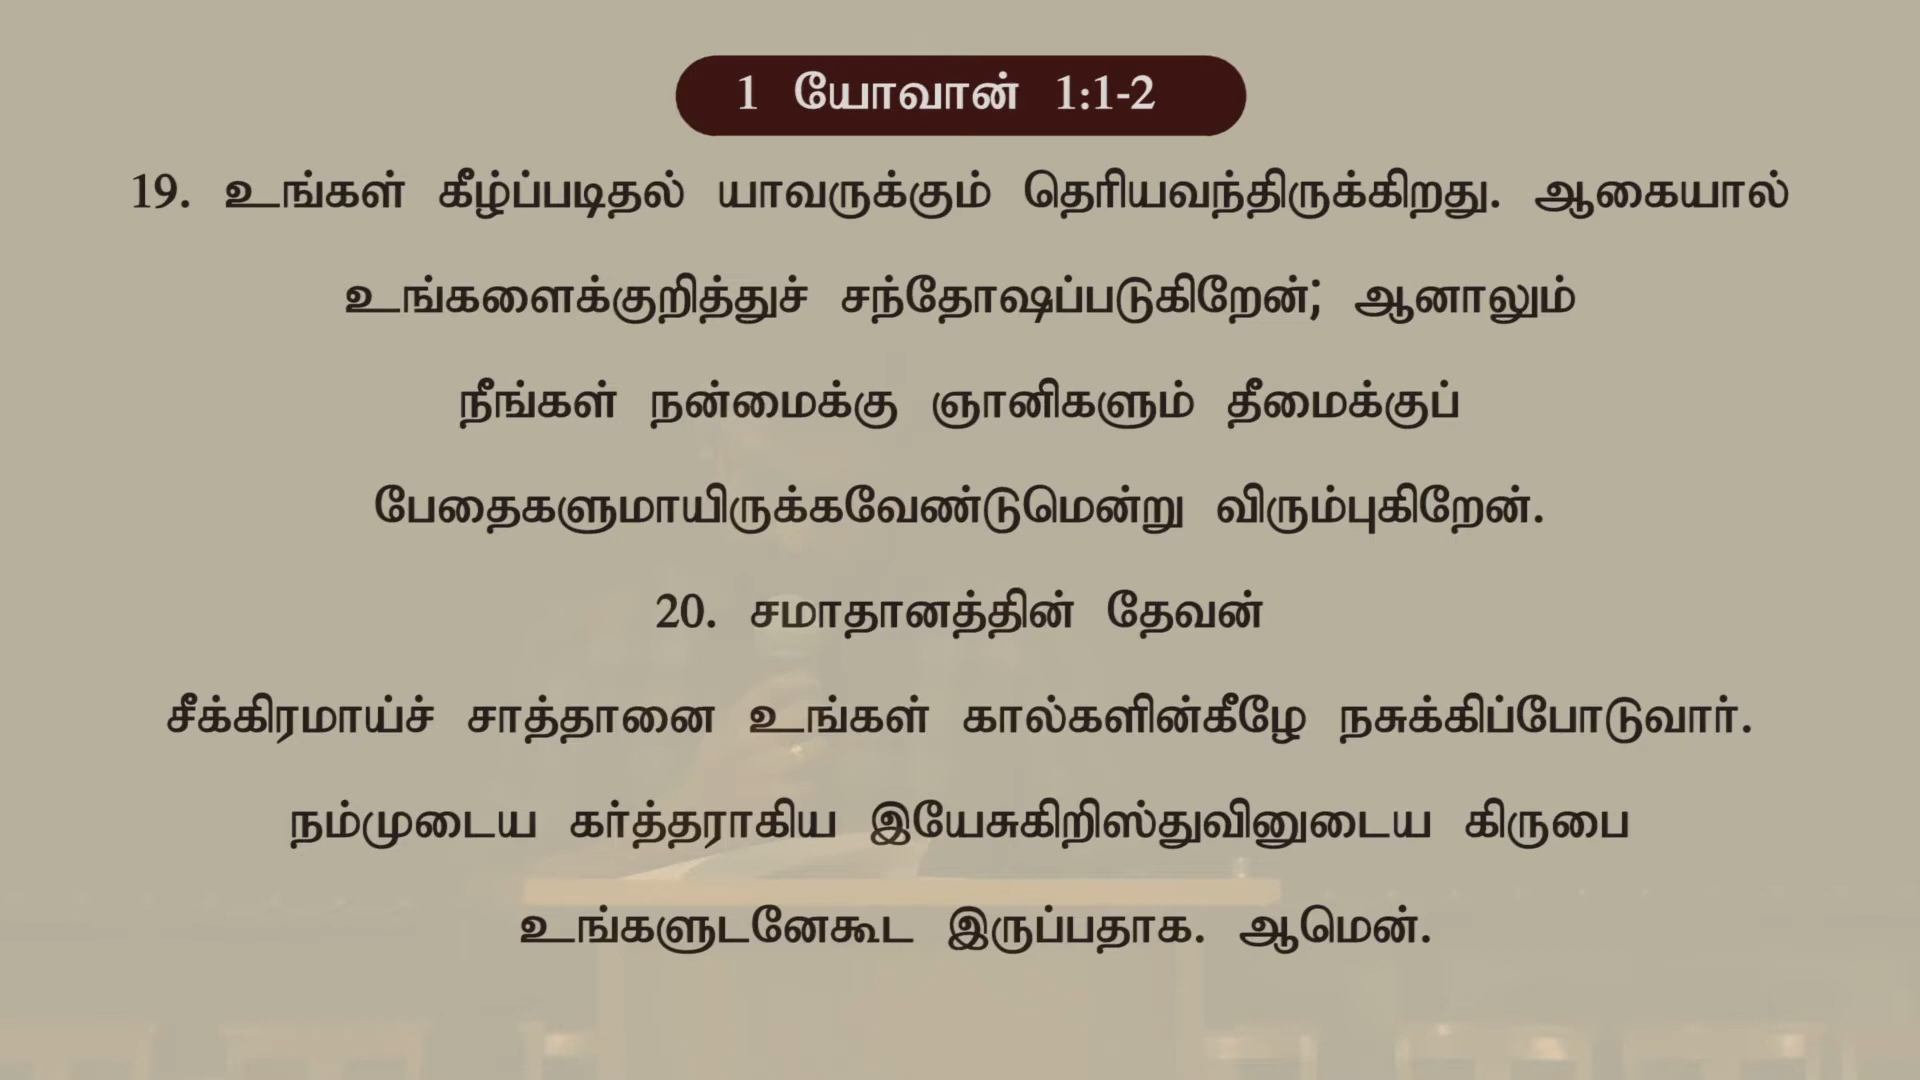 1 யோவான் 1:1-2
19. உங்கள் கீழ்ப்படிதல் யாவருக்கும் தெரியவந்திருக்கிறது. ஆகையால்
உங்களைக்குறித்துச் சந்தோஷப்படுகிறேன்; ஆனாலும்
நீங்கள் நன்மைக்கு ஞானிகளும் தீமைக்குப்
பேதைகளுமாயிருக்கவேண்டுமென்று விரும்புகிறேன்.
20. சமாதானத்தின் தேவன்
சீக்கிரமாய்ச் சாத்தானை உங்கள் கால்களின்கீழே நசுக்கிப்போடுவார்.
நம்முடைய கர்த்தராகிய இயேசுகிறிஸ்துவினுடைய கிருபை
உங்களுடனேகூட இருப்பதாக. ஆமென்.